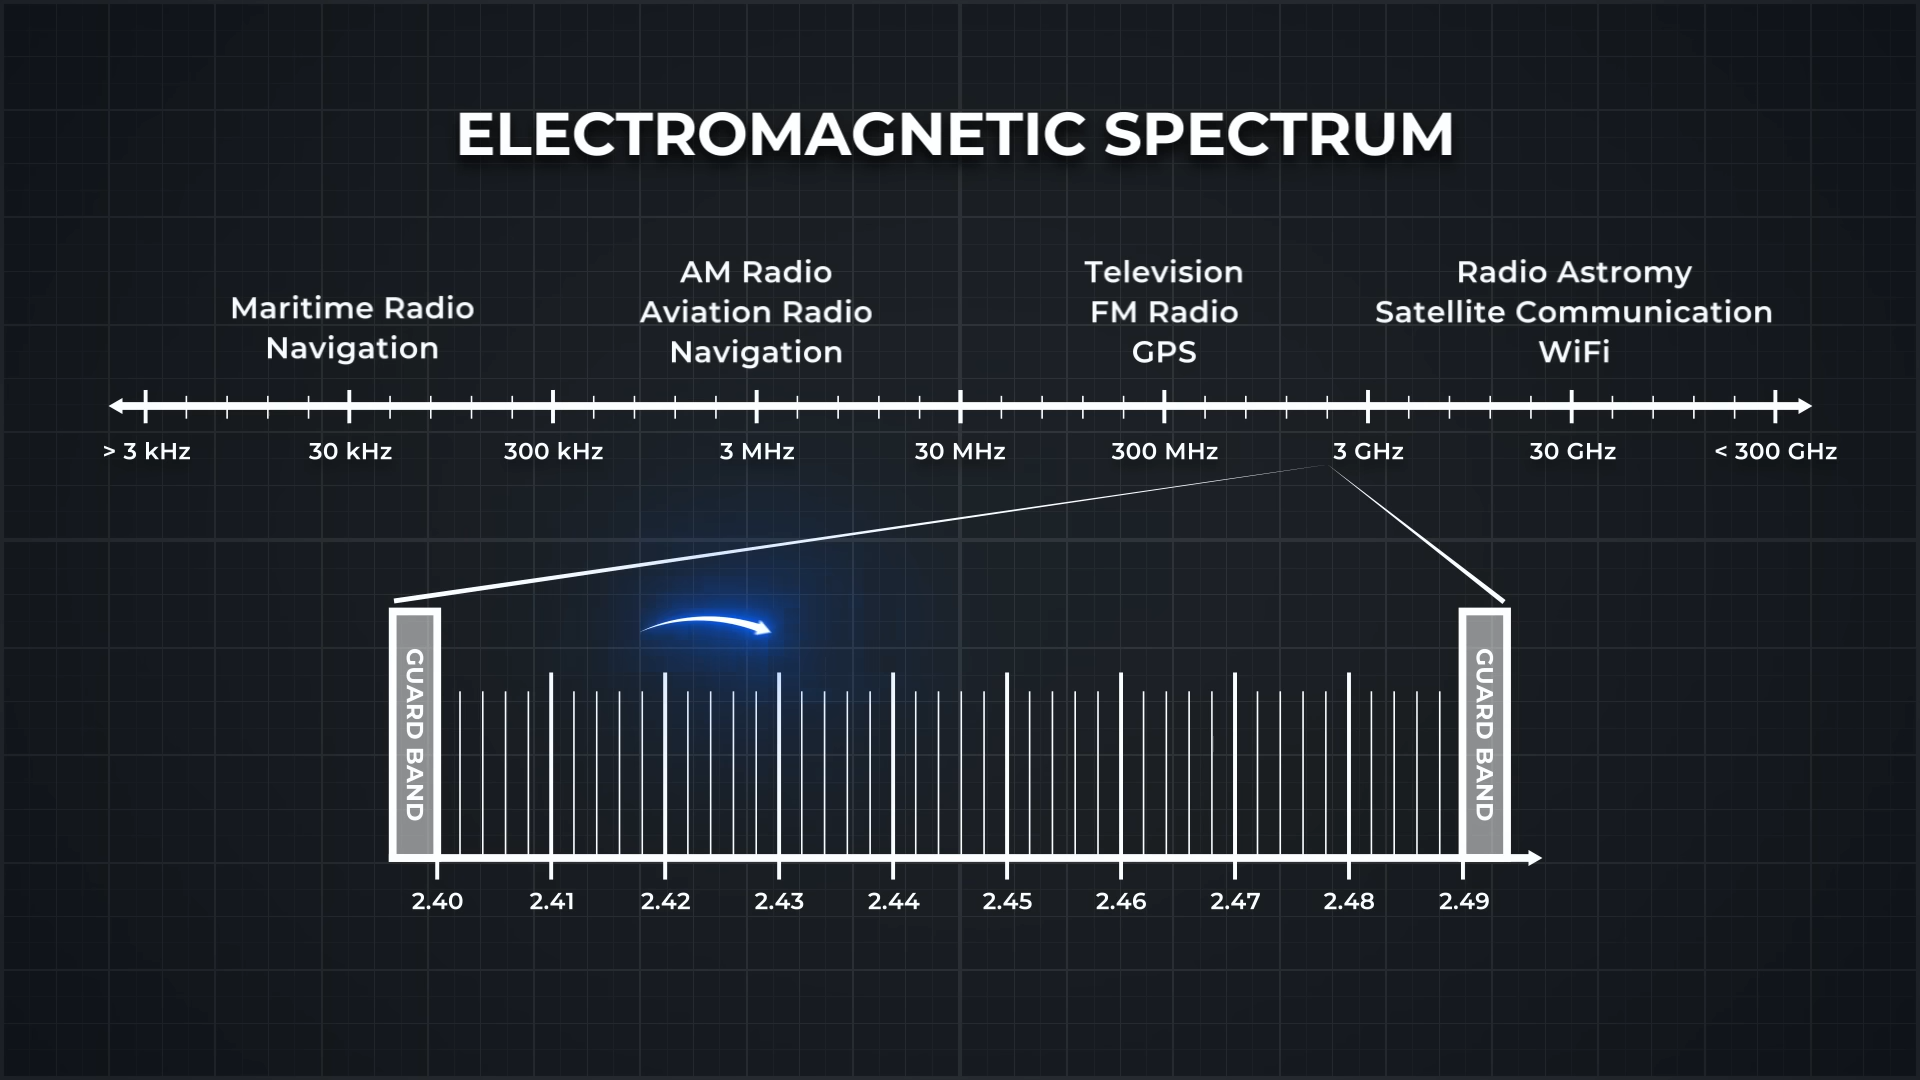 ELECTROMAGNETIC SPECTRUM
Maritime Radio
Navigation
AM Radio
Aviation Radio
Navigation
Television
FM Radio
GPS
Radio Astromy
Satellite Communication
WiFi
> 3 kHz
30 kHz
300 kHz
3 MHz
30 MHz
300 MHz
3 GHz
30 GHz
< 300 GHz
GUARD BAND
GUARD BAND
2.40
2.41
2.42
2.43
2.44
2.45
2.46
2.47
2.48
2.49